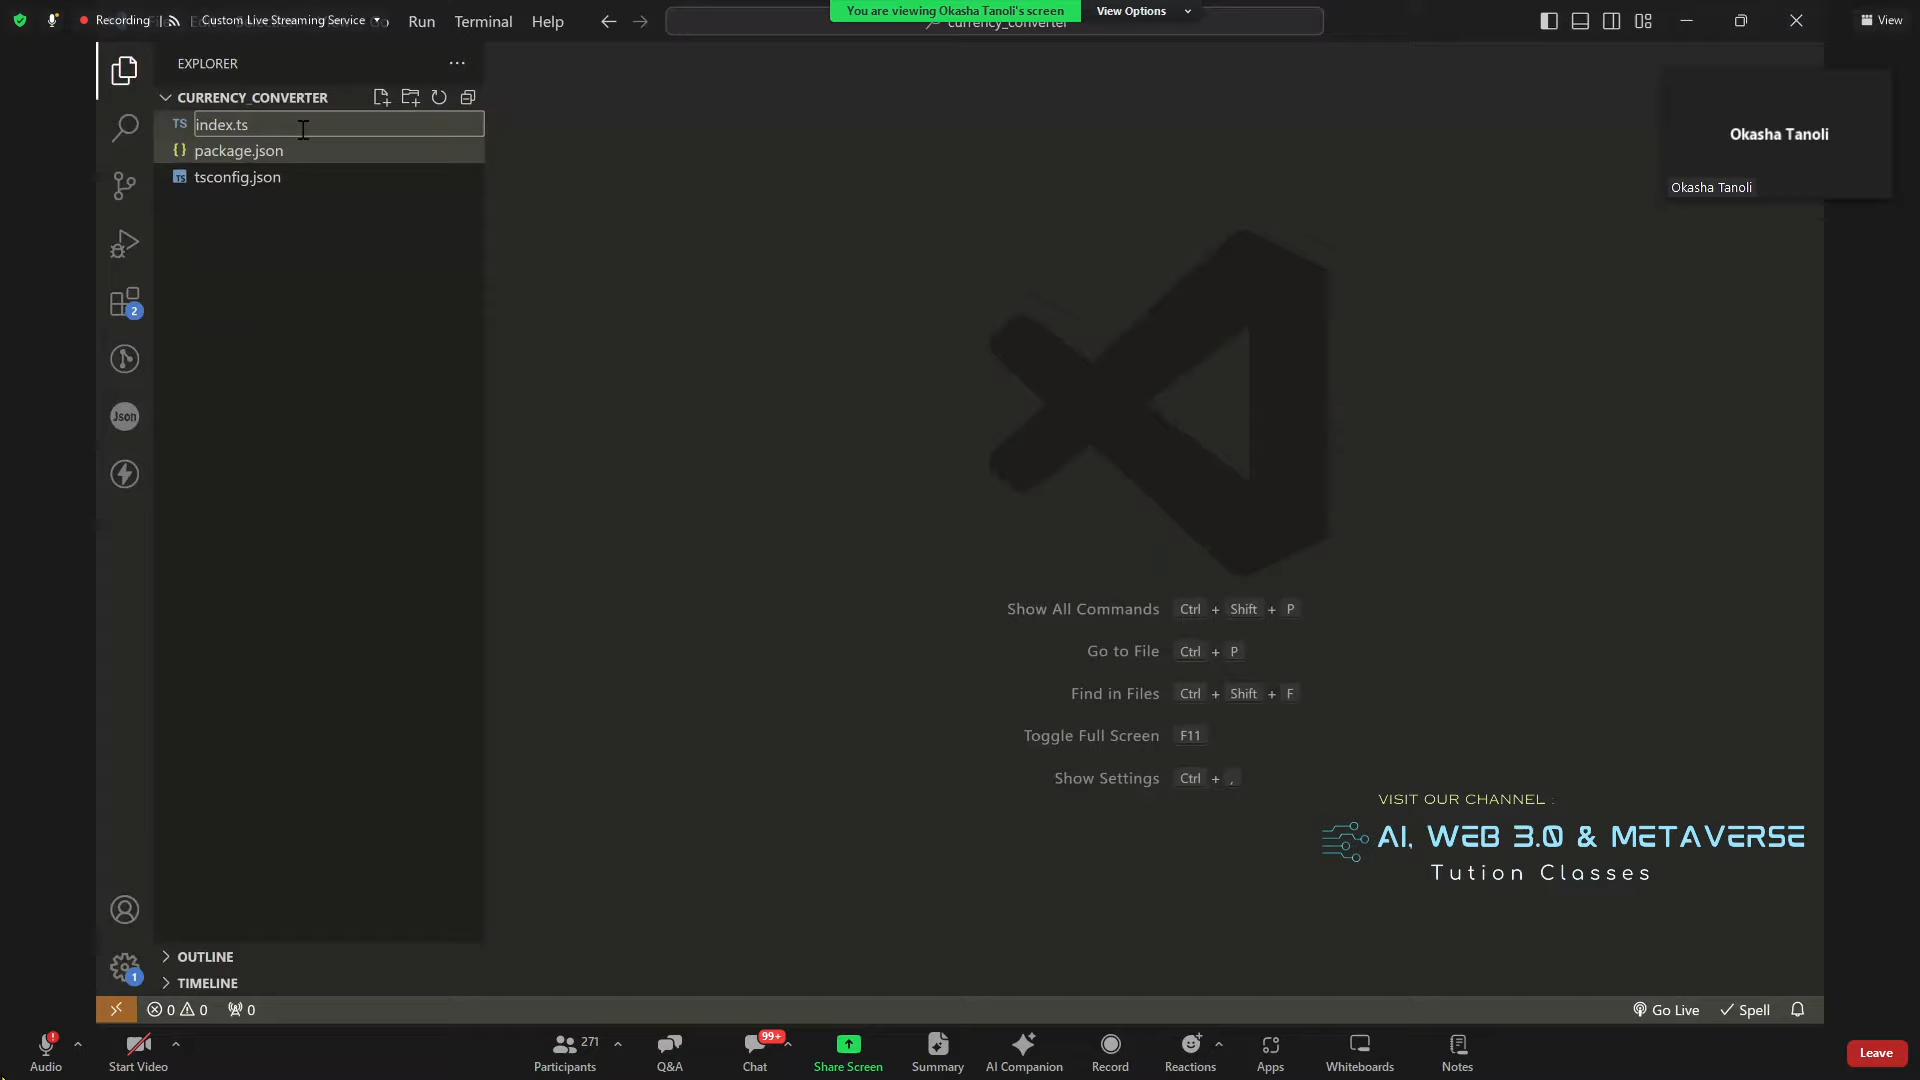 Recording
Custom Live Streaming Service
Run
Terminal
Help
You are viewing Okasha Tanoli's screen
View Options
currency_converter
View
EXPLORER
CURRENCY_CONVERTER
TS index.ts
{} package.json
TS tsconfig.json
Okasha Tanoli
Okasha Tanoli
2
Json
Show All Commands Ctrl + Shift + P
Go to File Ctrl + P
Find in Files Ctrl + Shift + F
Toggle Full Screen F11
Show Settings Ctrl + ,
VISIT OUR CHANNEL :
AI, WEB 3.0 & METAVERSE
Tution Classes
OUTLINE
1
TIMELINE
0 0 0
Go Live
Spell
Audio
Start Video
271
Participants
Q&A
99+
Chat
Share Screen
Summary
AI Companion
Record
Reactions
Apps
Whiteboards
Notes
Leave